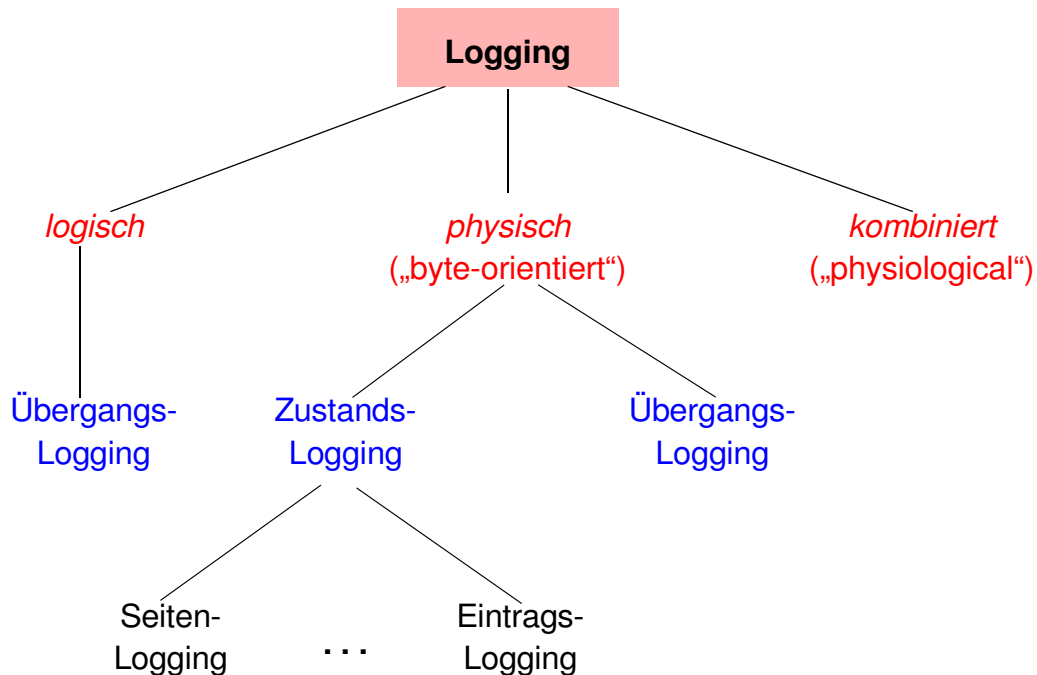 Logging
logisch
physisch
(„byte-orientiert“)
kombiniert
(„physiological“)
Übergangs-
Logging
Zustands-
Logging
Übergangs-
Logging
Seiten-
Logging
...
Eintrags-
Logging